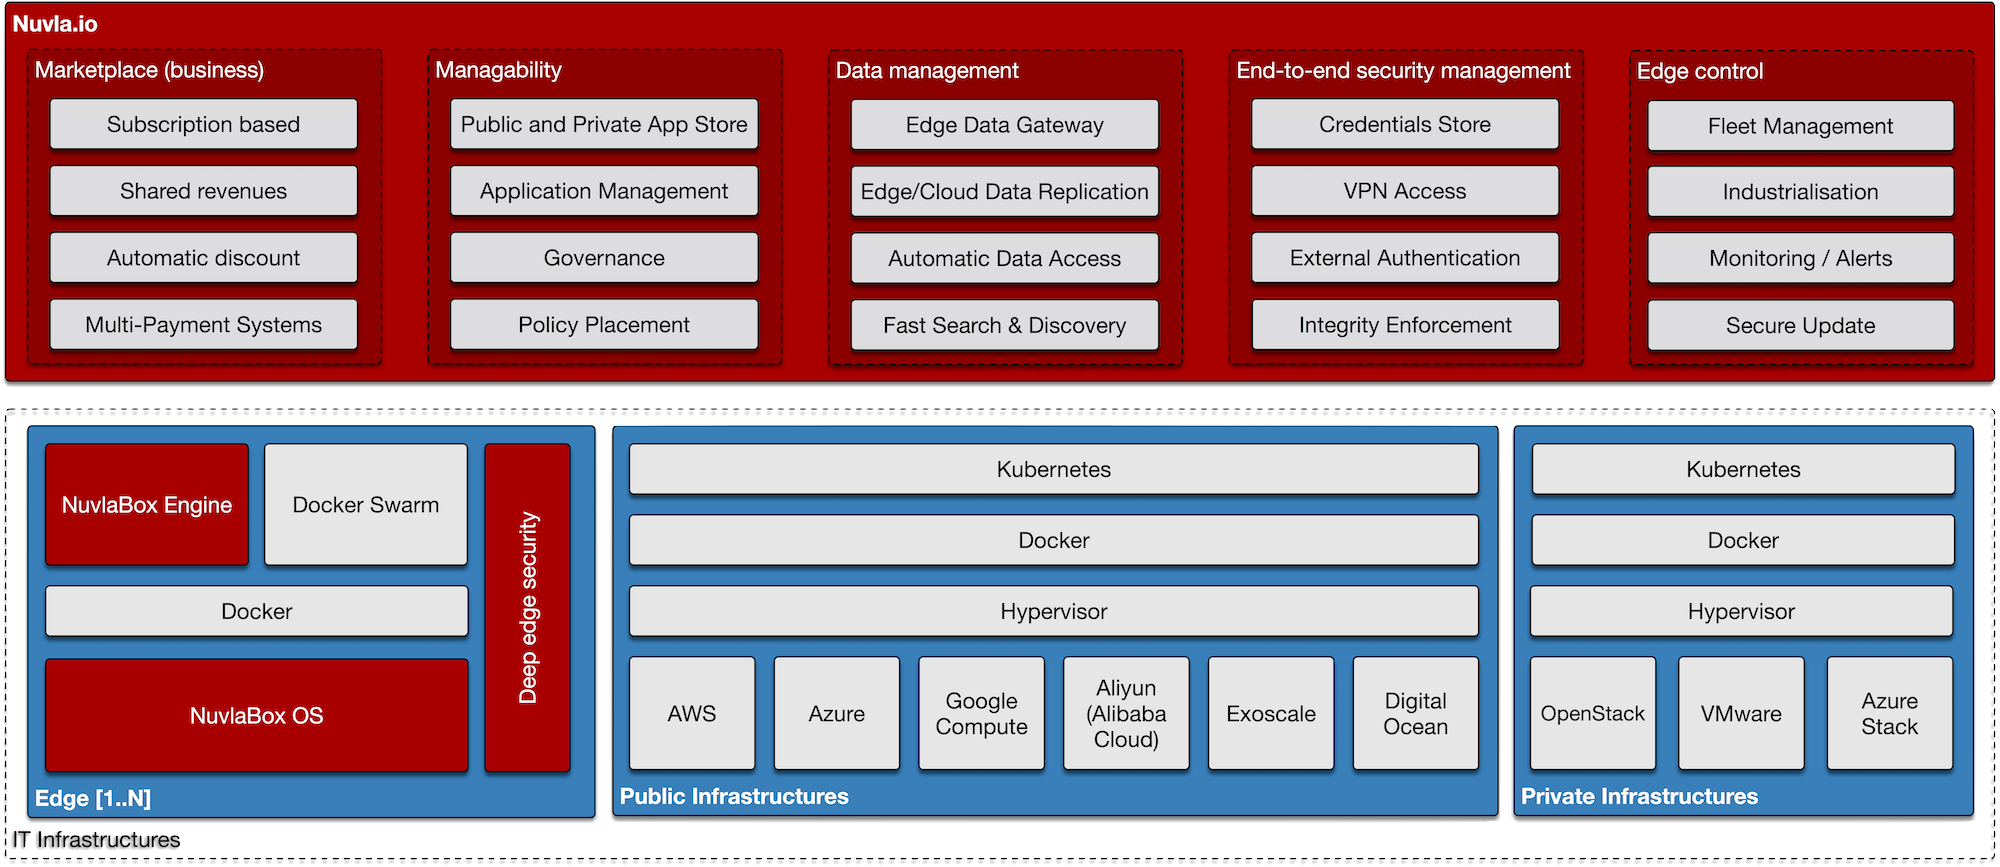 Nuvla.io
Marketplace (business)
Subscription based
Shared revenues
Automatic discount
Multi-Payment Systems
Managability
Public and Private App Store
Application Management
Governance
Policy Placement
Data management
Edge Data Gateway
Edge/Cloud Data Replication
Automatic Data Access
Fast Search & Discovery
End-to-end security management
Credentials Store
VPN Access
External Authentication
Integrity Enforcement
Edge control
Fleet Management
Industrialisation
Monitoring / Alerts
Secure Update
NuvlaBox Engine
Docker Swarm
Deep edge security
Docker
NuvlaBox OS
Edge [1..N]
Kubernetes
Docker
Hypervisor
AWS
Azure
Google
Compute
Aliyun
(Alibaba
Cloud)
Exoscale
Digital
Ocean
Public Infrastructures
Kubernetes
Docker
Hypervisor
OpenStack
VMware
Azure
Stack
Private Infrastructures
IT Infrastructures